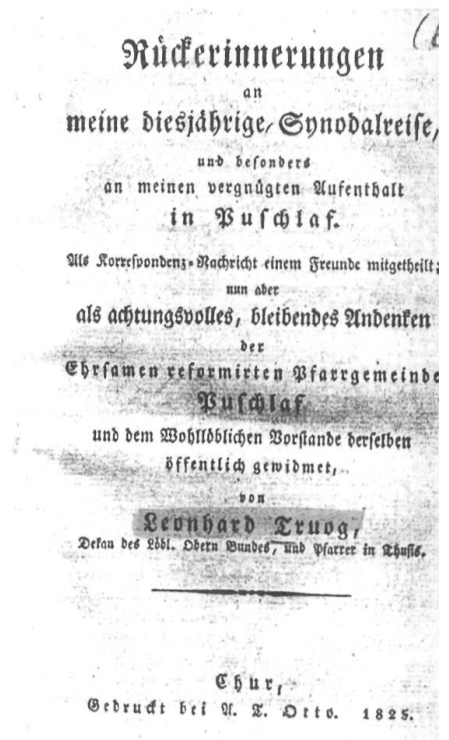 Rückerinnerungen
an
meine diesjährige Synodalreise,
und besonders
an meinen vergnügten Aufenthalt
in Puschlaf.
Als Korrespondenz-Nachricht einem Freunde mitgetheilt;
nun aber
als achtungsvolles, bleibendes Andenken
der
Ehrsamen reformirten Pfarrgemeinde
Puschlaf
und dem Wohllöblichen Vorstande derselben
öffentlich gewidmet,
von
Leonhard Truog,
Dekan des Löbl. Obern Bundes, und Pfarrer in Thusis.
Chur,
Gedruckt bei A. T. Otto. 1825.